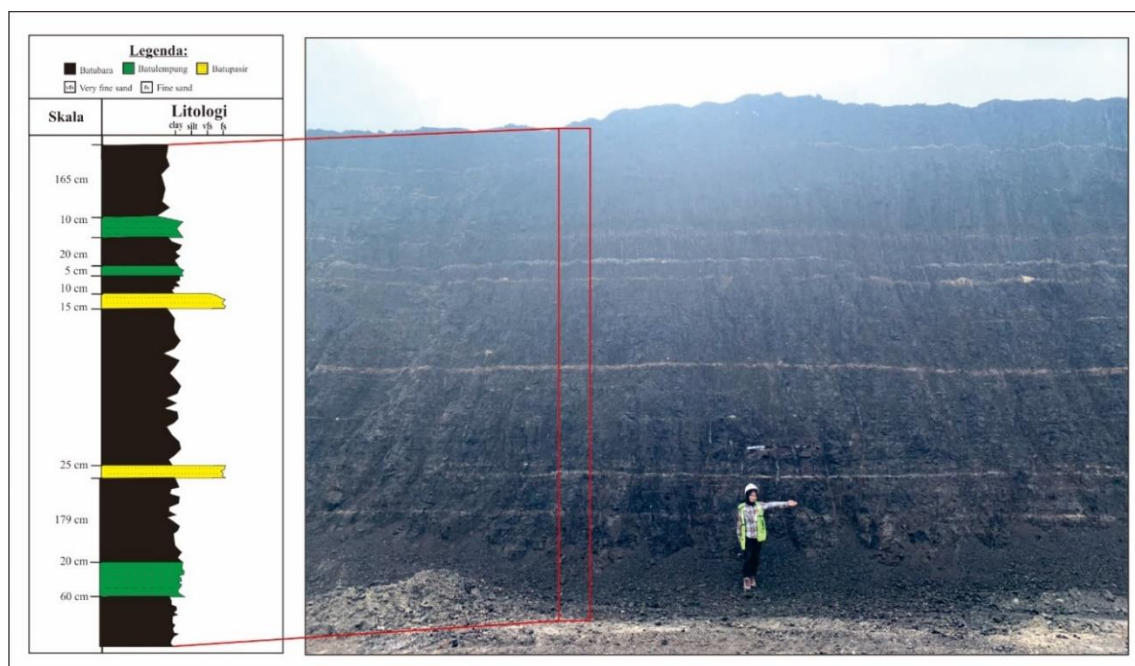 Legenda:
Batubara Batulempung Batupasir
vfs Very fine sand fs Fine sand
Skala Litologi
clay silt vfs fs
165 cm
10 cm
20 cm
5 cm
10 cm
15 cm
25 cm
179 cm
20 cm
60 cm